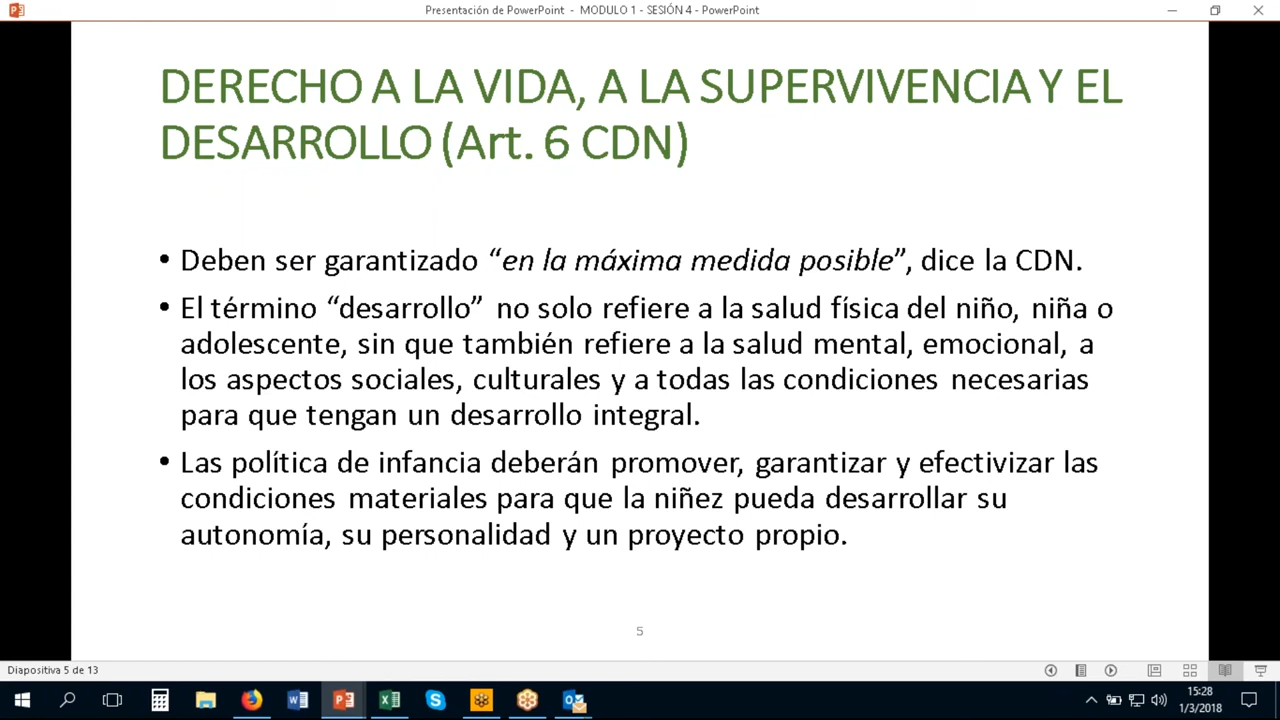 Presentación de PowerPoint - MODULO 1 - SESIÓN 4 - PowerPoint
DERECHO A LA VIDA, A LA SUPERVIVENCIA Y EL
DESARROLLO (Art. 6 CDN)
• Deben ser garantizado “en la máxima medida posible”, dice la CDN.
• El término “desarrollo” no solo refiere a la salud física del niño, niña o
adolescente, sin que también refiere a la salud mental, emocional, a
los aspectos sociales, culturales y a todas las condiciones necesarias
para que tengan un desarrollo integral.
• Las política de infancia deberán promover, garantizar y efectivizar las
condiciones materiales para que la niñez pueda desarrollar su
autonomía, su personalidad y un proyecto propio.
5
Diapositiva 5 de 13
15:28
1/3/2018